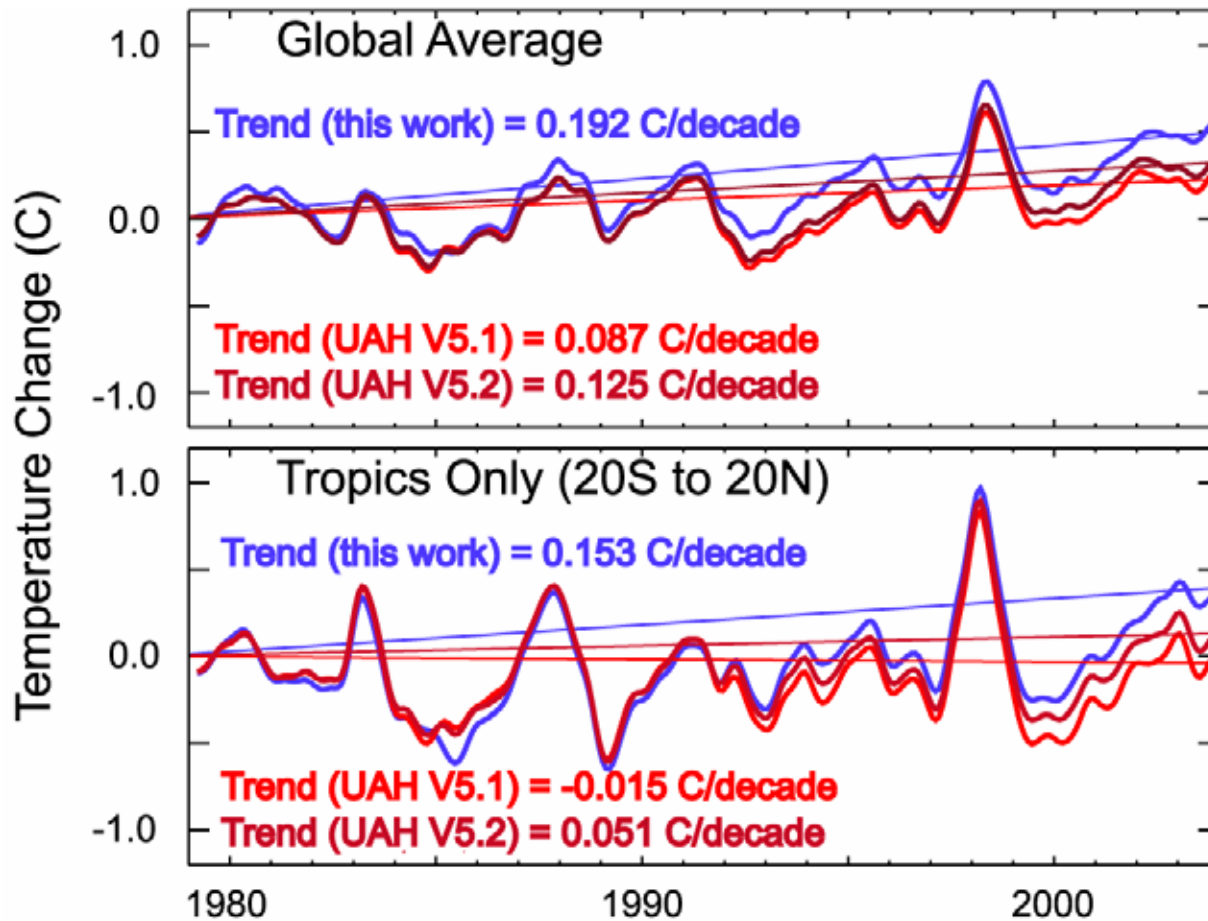 Temperature Change (C)
1.0
Global Average
Trend (this work) = 0.192 C/decade
0.0
Trend (UAH V5.1) = 0.087 C/decade
Trend (UAH V5.2) = 0.125 C/decade
-1.0
1.0
Tropics Only (20S to 20N)
Trend (this work) = 0.153 C/decade
0.0
Trend (UAH V5.1) = -0.015 C/decade
Trend (UAH V5.2) = 0.051 C/decade
-1.0
1980 1990 2000